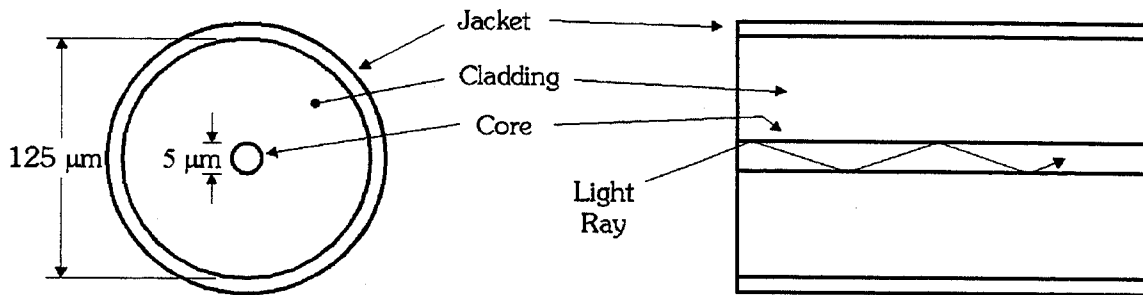 Jacket
Cladding
Core
125 μm
5 μm
Light
Ray